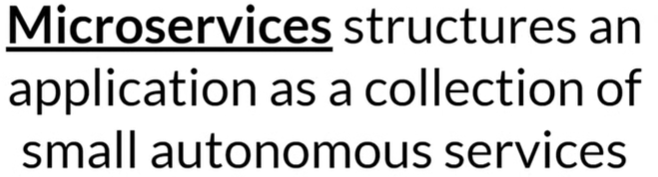 Microservices structures an
application as a collection of
small autonomous services